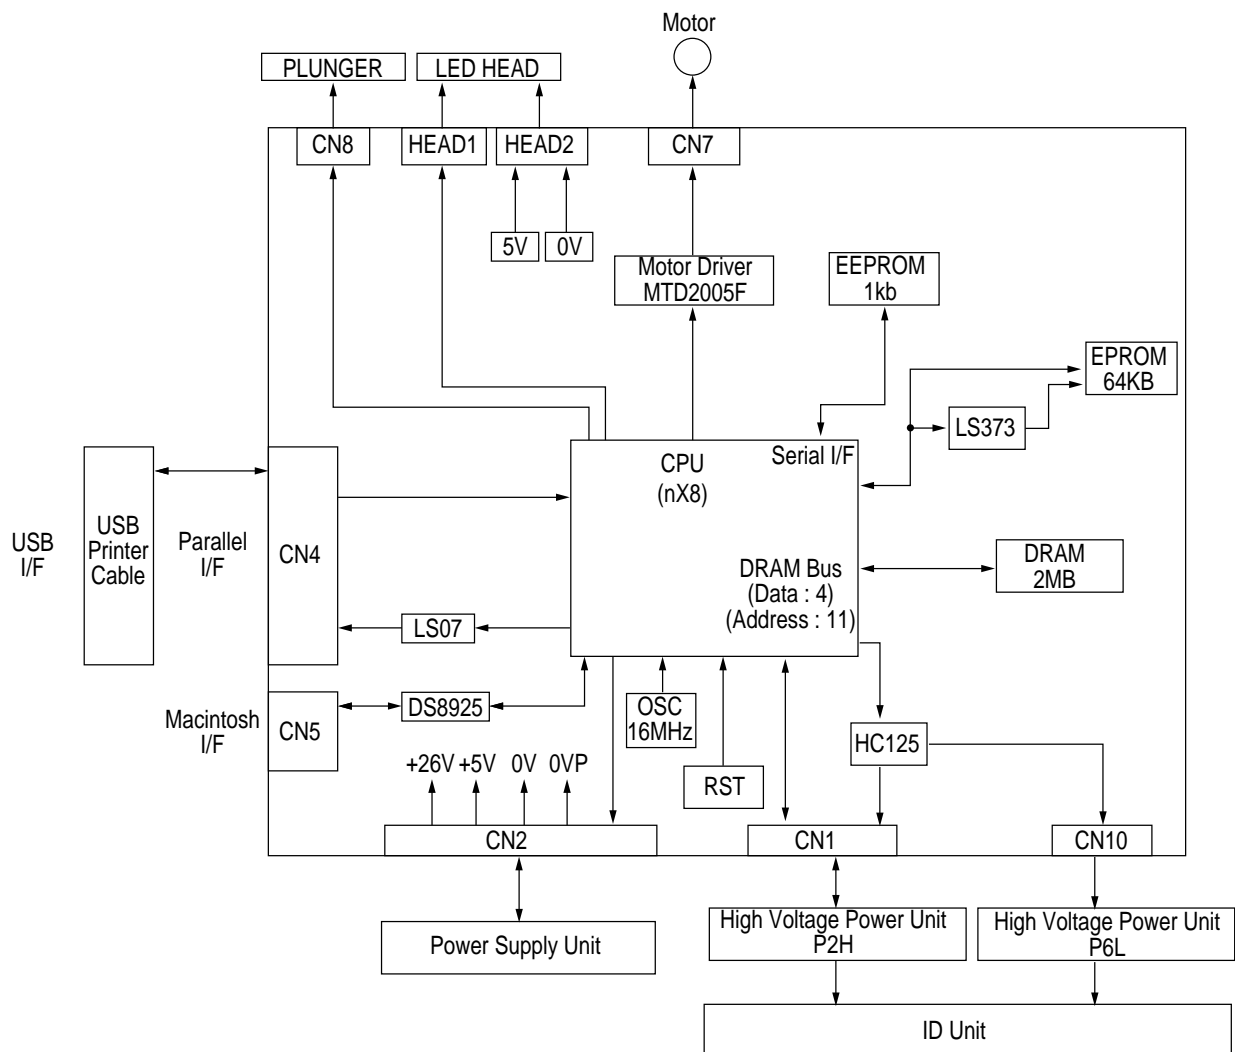 Motor
PLUNGER
LED HEAD
CN8
HEAD1
HEAD2
CN7
5V
0V
Motor Driver
MTD2005F
EEPROM
1kb
EPROM
64KB
LS373
CPU
(nX8)
Serial I/F
USB
I/F
USB
Printer
Cable
Parallel
I/F
CN4
DRAM Bus
(Data : 4)
(Address : 11)
DRAM
2MB
LS07
Macintosh
I/F
CN5
DS8925
OSC
16MHz
HC125
+26V
+5V
0V
0VP
RST
CN2
CN1
CN10
Power Supply Unit
High Voltage Power Unit
P2H
High Voltage Power Unit
P6L
ID Unit